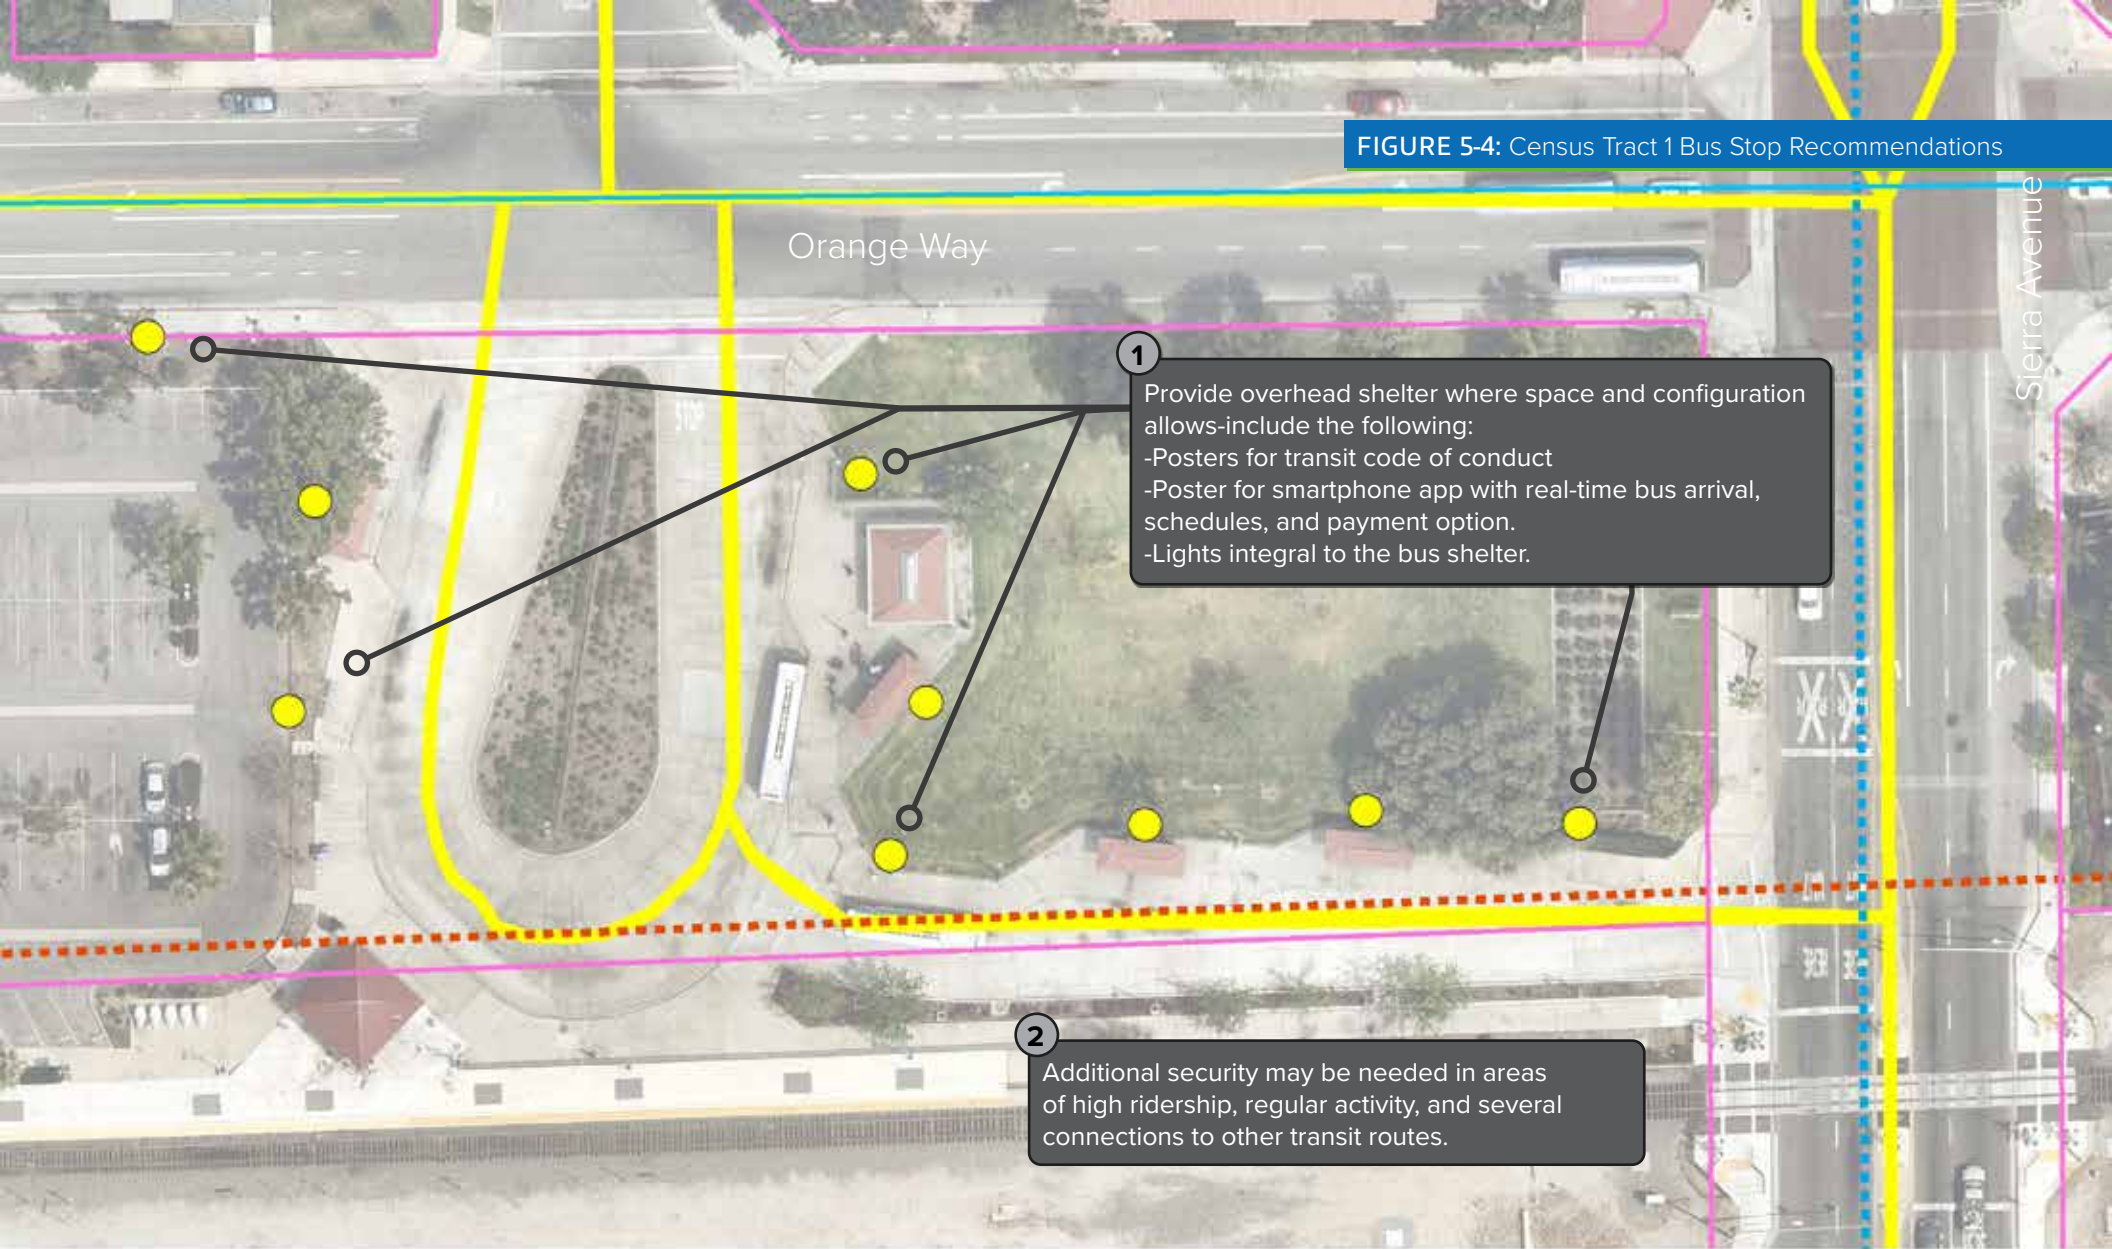 FIGURE 5-4: Census Tract 1 Bus Stop Recommendations
Orange Way
Sierra Avenue
STOP
1
Provide overhead shelter where space and configuration
allows-include the following:
-Posters for transit code of conduct
-Poster for smartphone app with real-time bus arrival,
schedules, and payment option.
-Lights integral to the bus shelter.
2
Additional security may be needed in areas
of high ridership, regular activity, and several
connections to other transit routes.